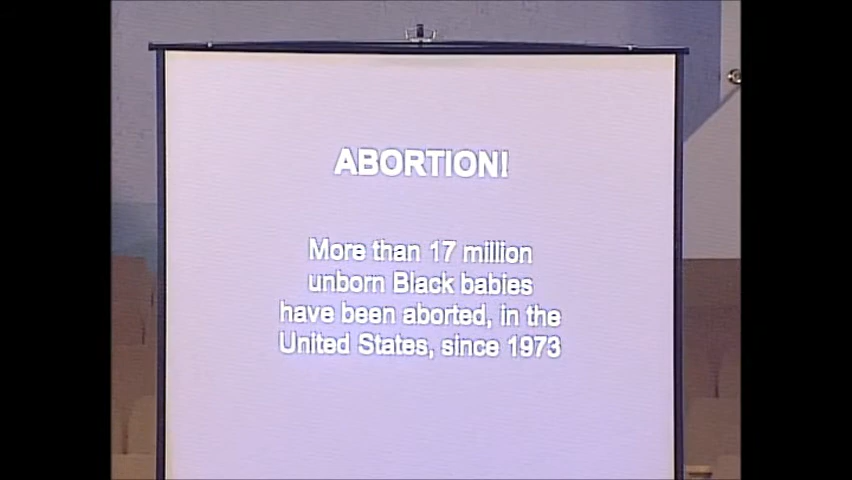 ABORTION!
More than 17 million
unborn Black babies
have been aborted, in the
United States, since 1973